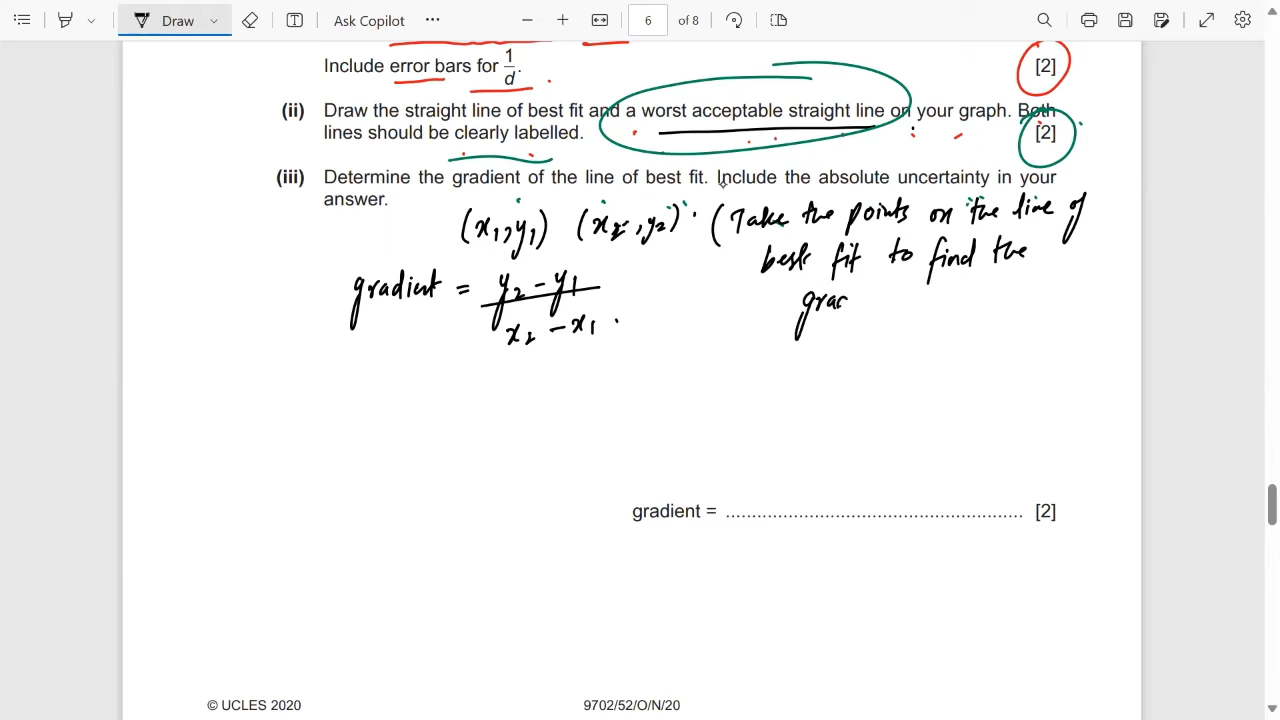 Draw
Ask Copilot
6 of 8
Include error bars for 1/d. [2]
(ii) Draw the straight line of best fit and a worst acceptable straight line on your graph. Both
lines should be clearly labelled. [2]
(iii) Determine the gradient of the line of best fit. Include the absolute uncertainty in your
answer.
(x1, y1) (x2, y2). (Take the points on the line of
best fit to find the
grac
gradient = y2 - y1
x2 - x1.
gradient = ...................................................... [2]
© UCLES 2020 9702/52/O/N/20